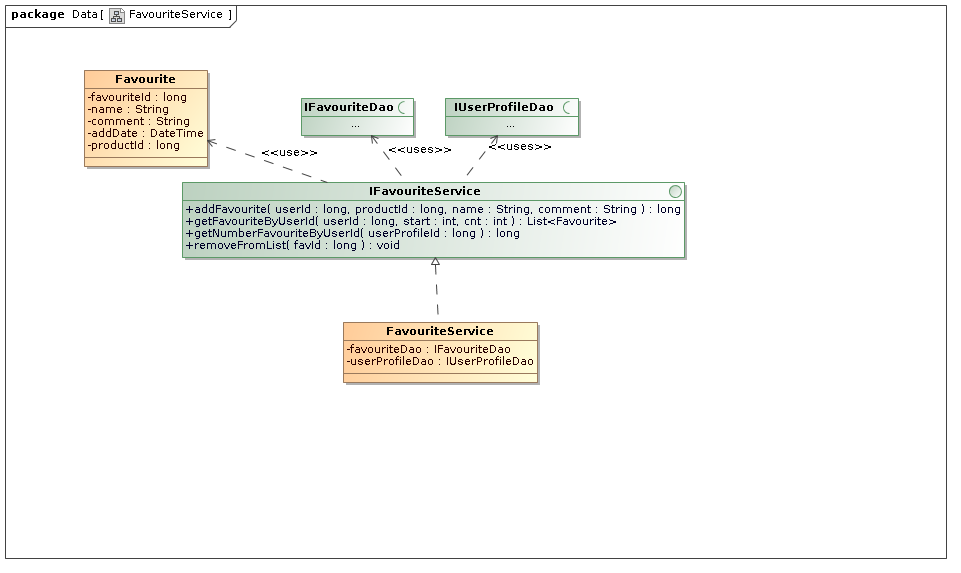 package Data[ FavouriteService ]
Favourite
-favouriteId : long
-name : String
-comment : String
-addDate : DateTime
-productId : long
IFavouriteDao
...
IUserProfileDao
...
<<use>>
<<uses>>
<<uses>>
IFavouriteService
+addFavourite( userId : long, productId : long, name : String, comment : String ) : long
+getFavouriteByUserId( userId : long, start : int, cnt : int ) : List<Favourite>
+getNumberFavouriteByUserId( userProfileId : long ) : long
+removeFromList( favId : long ) : void
FavouriteService
-favouriteDao : IFavouriteDao
-userProfileDao : IUserProfileDao